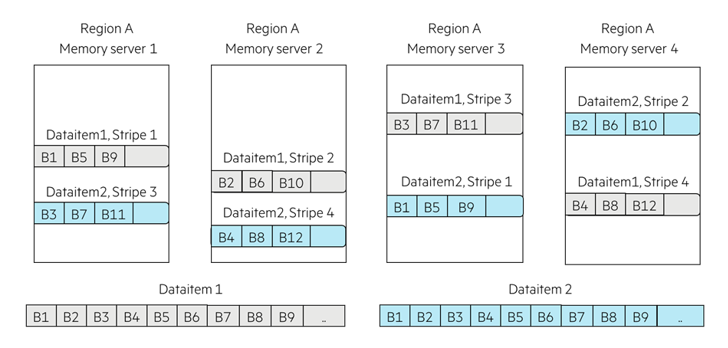 Region A
Memory server 1
Region A
Memory server 2
Region A
Memory server 3
Region A
Memory server 4
Dataitem1, Stripe 1
B1 B5 B9
Dataitem2, Stripe 3
B3 B7 B11
Dataitem1, Stripe 2
B2 B6 B10
Dataitem2, Stripe 4
B4 B8 B12
Dataitem1, Stripe 3
B3 B7 B11
Dataitem2, Stripe 1
B1 B5 B9
Dataitem2, Stripe 2
B2 B6 B10
Dataitem1, Stripe 4
B4 B8 B12
Dataitem 1
B1 B2 B3 B4 B5 B6 B7 B8 B9 ..
Dataitem 2
B1 B2 B3 B4 B5 B6 B7 B8 B9 ..